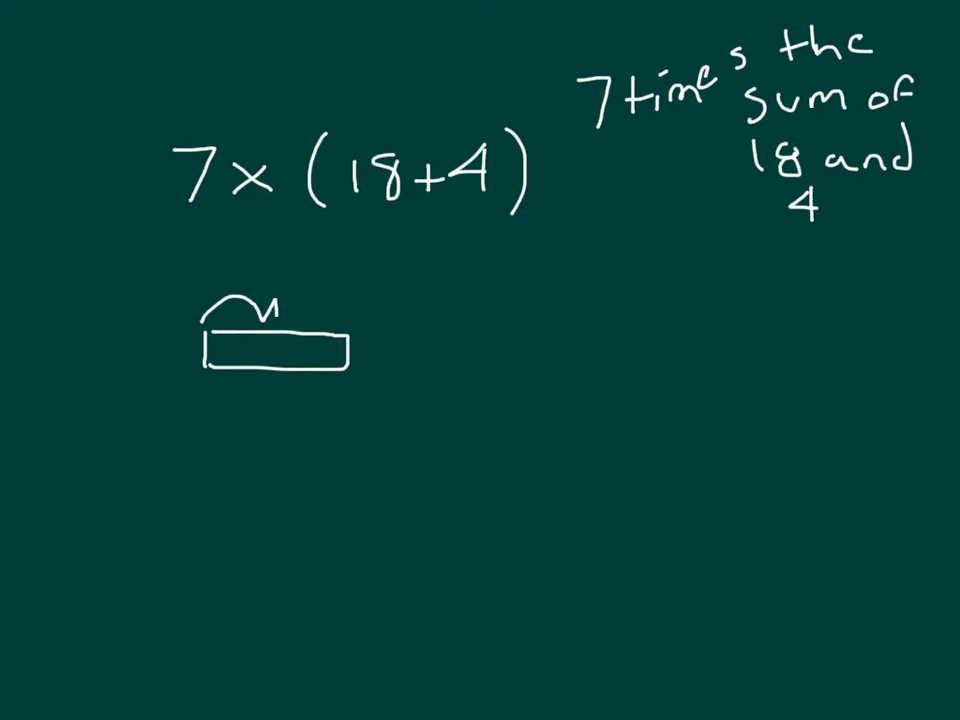 7 × (18+4)
7 times the
sum of
18 and
4